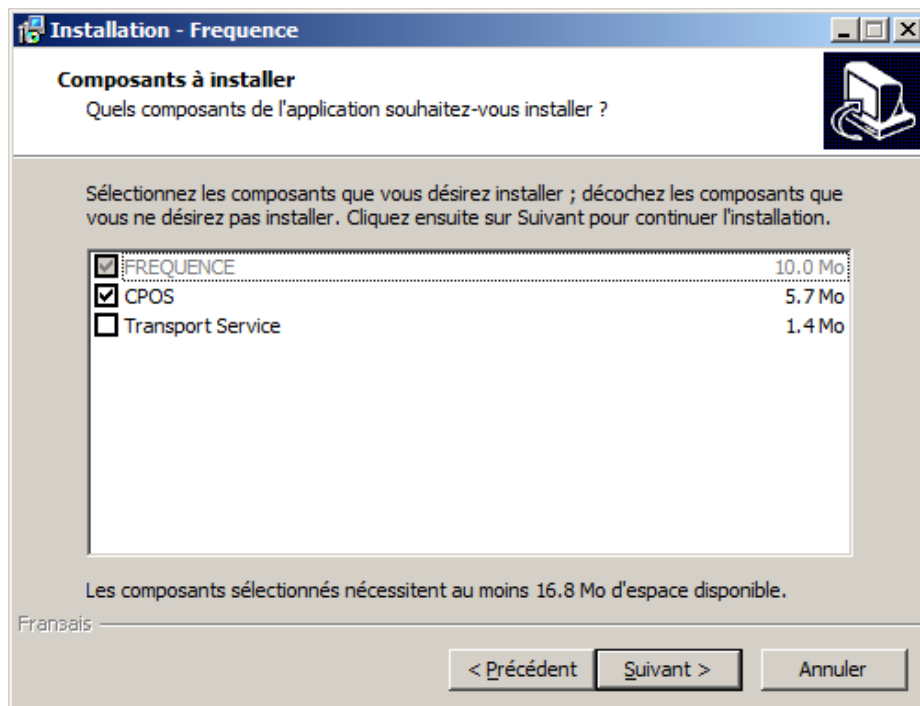 Installation - Frequence
Composants à installer
Quels composants de l'application souhaitez-vous installer ?
Sélectionnez les composants que vous désirez installer ; décochez les composants que
vous ne désirez pas installer. Cliquez ensuite sur Suivant pour continuer l'installation.
FREQUENCE 10.0 Mo
CPOS 5.7 Mo
Transport Service 1.4 Mo
Les composants sélectionnés nécessitent au moins 16.8 Mo d'espace disponible.
Franзais
< Précédent Suivant > Annuler